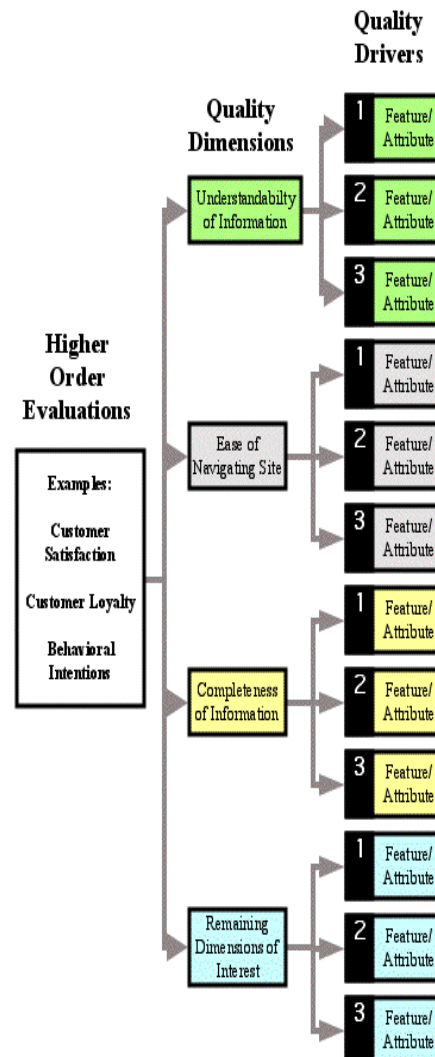 Quality
Drivers
Quality
Dimensions
Higher
Order
Evaluations
Examples:
Customer
Satisfaction
Customer Loyalty
Behavioral
Intentions
Understandabilty
of Information
1
Feature/
Attribute
2
Feature/
Attribute
3
Feature/
Attribute
Ease of
Navigating Site
1
Feature/
Attribute
2
Feature/
Attribute
3
Feature/
Attribute
Completeness
of Information
1
Feature/
Attribute
2
Feature/
Attribute
3
Feature/
Attribute
Remaining
Dimensions of
Interest
1
Feature/
Attribute
2
Feature/
Attribute
3
Feature/
Attribute